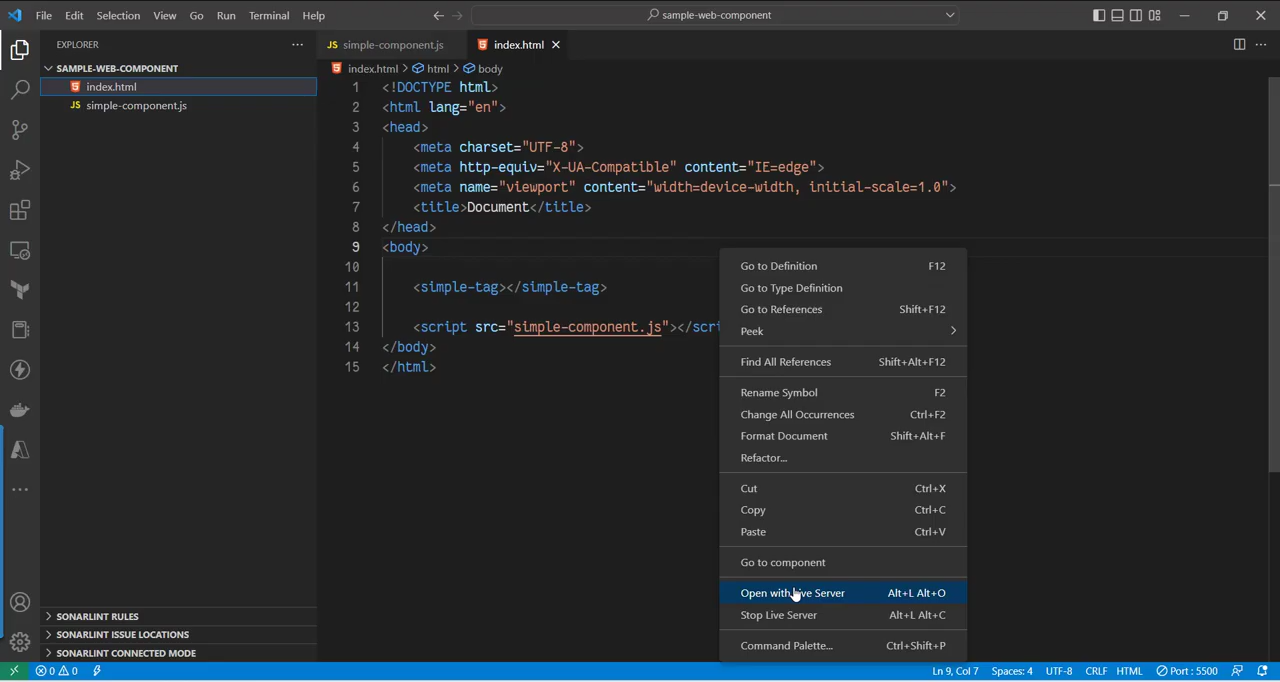 File Edit Selection View Go Run Terminal Help
sample-web-component
EXPLORER
SAMPLE-WEB-COMPONENT
index.html
JS simple-component.js
SONARLINT RULES
SONARLINT ISSUE LOCATIONS
SONARLINT CONNECTED MODE
JS simple-component.js
index.html
index.html > html > body
1 <!DOCTYPE html>
2 <html lang="en">
3 <head>
4 <meta charset="UTF-8">
5 <meta http-equiv="X-UA-Compatible" content="IE=edge">
6 <meta name="viewport" content="width=device-width, initial-scale=1.0">
7 <title>Document</title>
8 </head>
9 <body>
10
11 <simple-tag></simple-tag>
12
13 <script src="simple-component.js"></scri
14 </body>
15 </html>
Go to Definition F12
Go to Type Definition
Go to References Shift+F12
Peek
Find All References Shift+Alt+F12
Rename Symbol F2
Change All Occurrences Ctrl+F2
Format Document Shift+Alt+F
Refactor...
Cut Ctrl+X
Copy Ctrl+C
Paste Ctrl+V
Go to component
Open with Live Server Alt+L Alt+O
Stop Live Server Alt+L Alt+C
Command Palette... Ctrl+Shift+P
0 0
Ln 9, Col 7 Spaces: 4 UTF-8 CRLF HTML Port : 5500